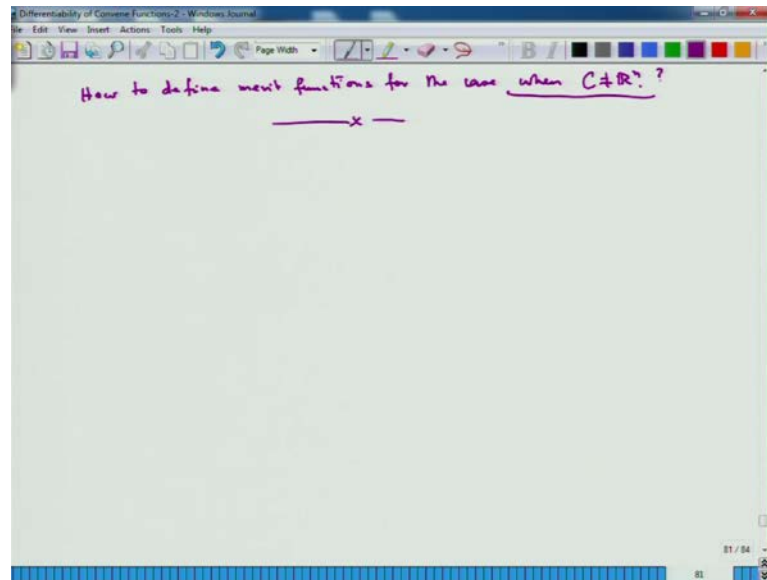 Differentiability of Convene Functions-2 - Windows Journal
File Edit View Insert Actions Tools Help
Page Width
B I
How to define merit functions for the case when C ≠ ℝⁿ ?
x
81 / 84
81